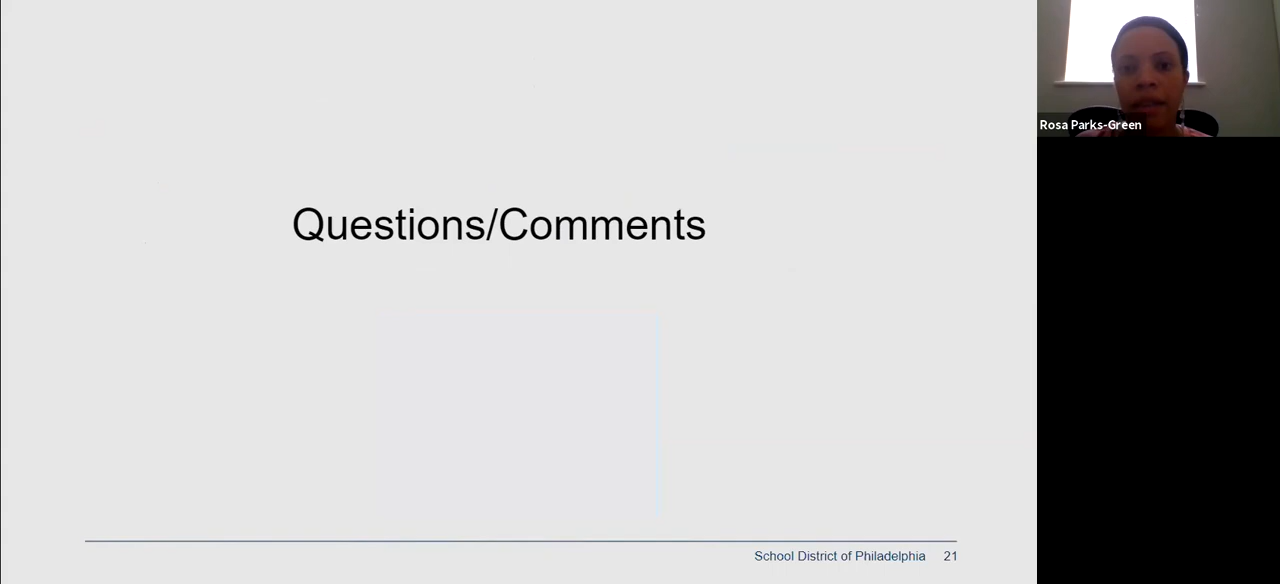 Rosa Parks-Green
Questions/Comments
School District of Philadelphia 21